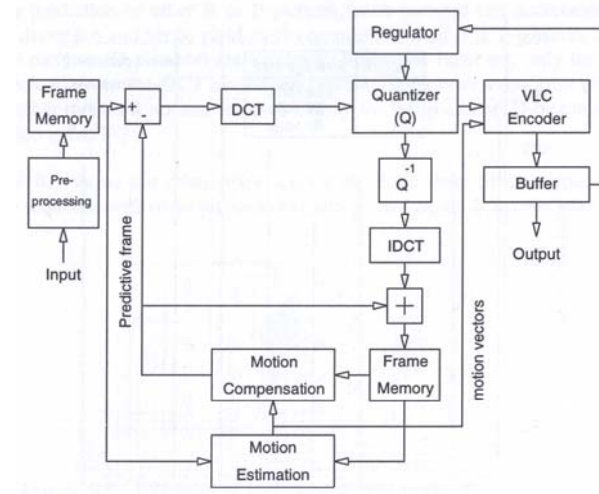 Regulator
Frame
Memory
+
-
DCT
Quantizer
(Q)
VLC
Encoder
Pre-
processing
-1
Q
Buffer
Input
IDCT
Output
Predictive frame
+
motion vectors
Motion
Compensation
Frame
Memory
Motion
Estimation